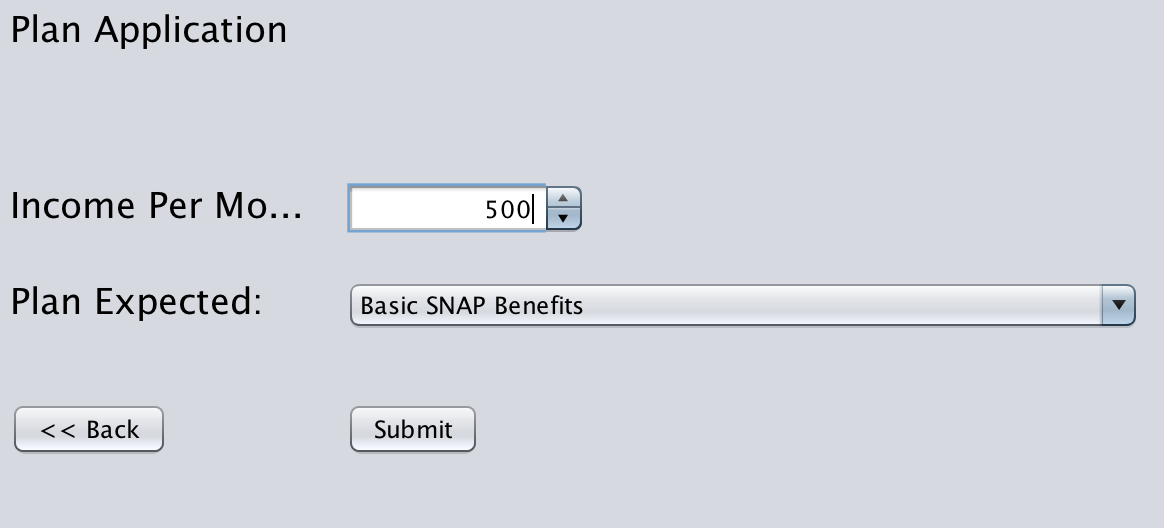 Plan Application
Income Per Mo...
500
Plan Expected:
Basic SNAP Benefits
<< Back
Submit